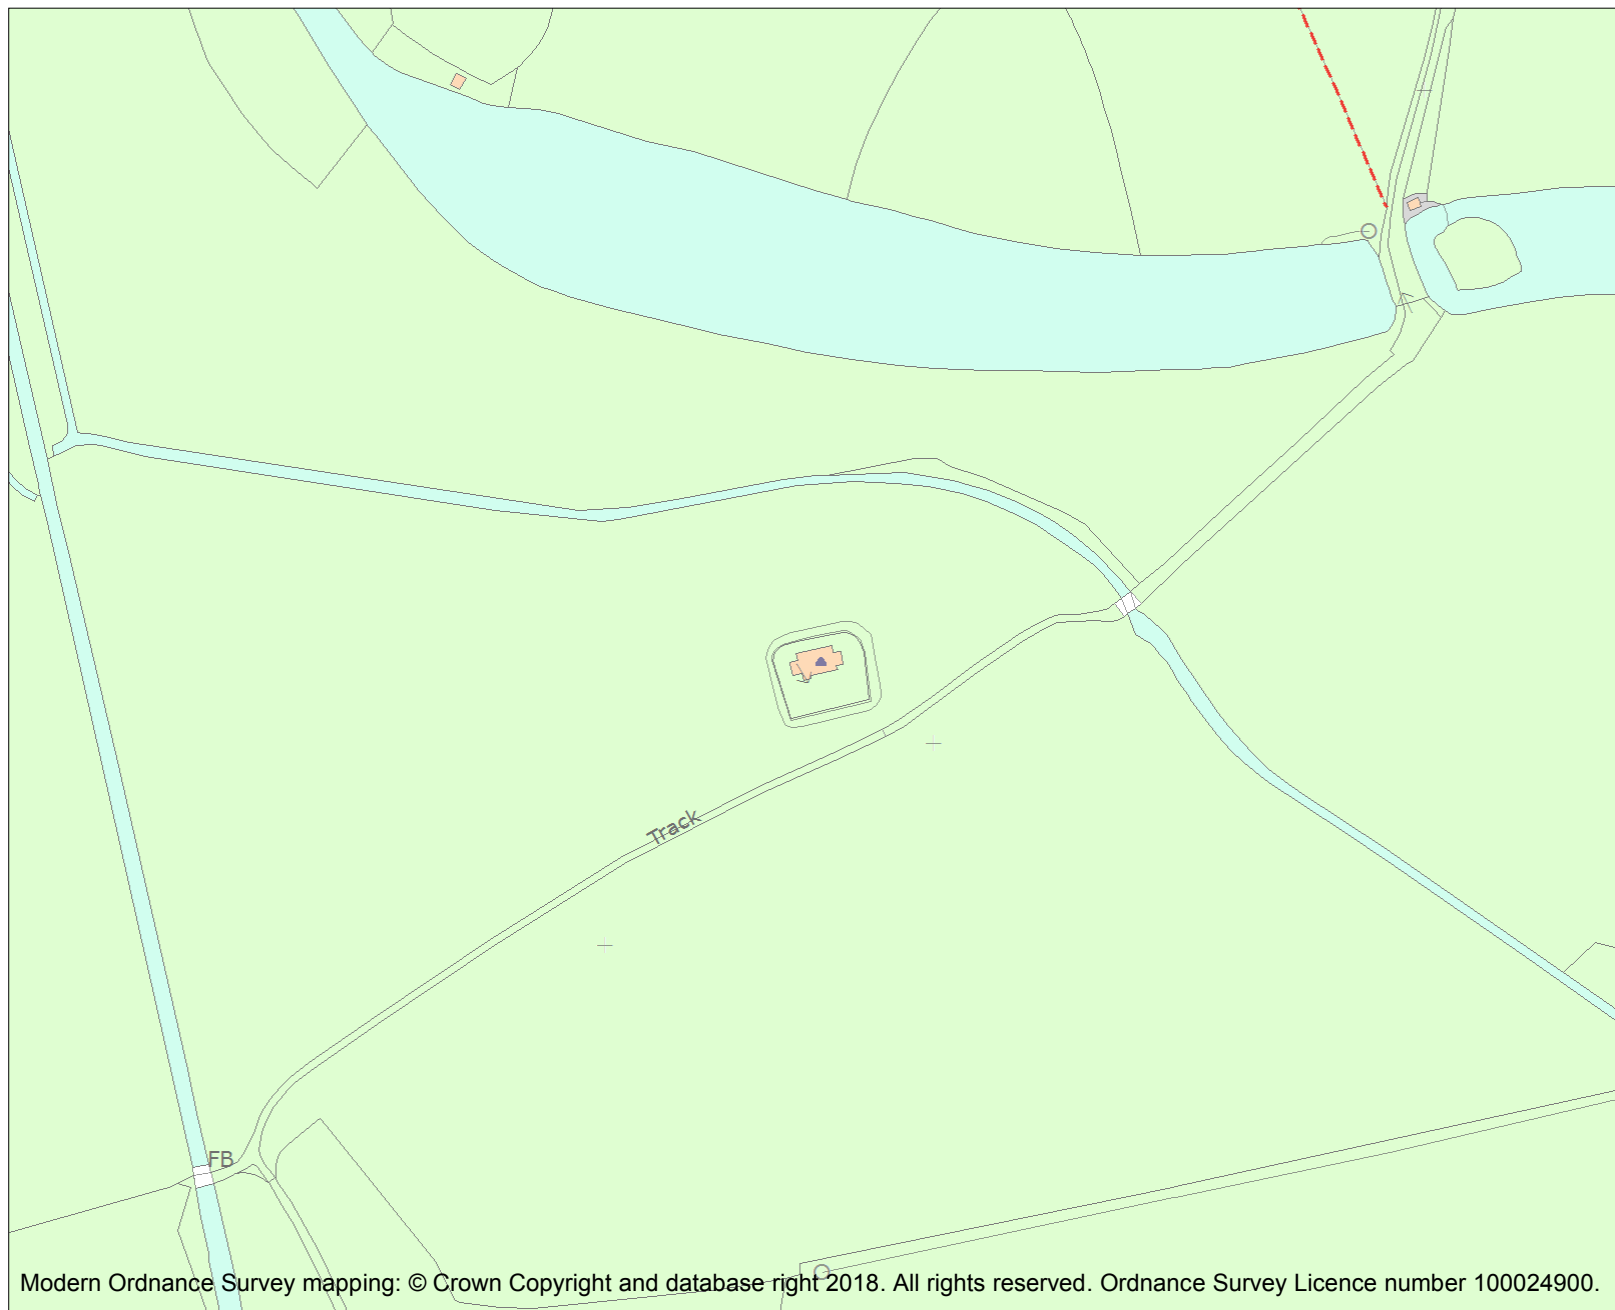 Track
FB
Modern Ordnance Survey mapping: © Crown Copyright and database right 2018. All rights reserved. Ordnance Survey Licence number 100024900.